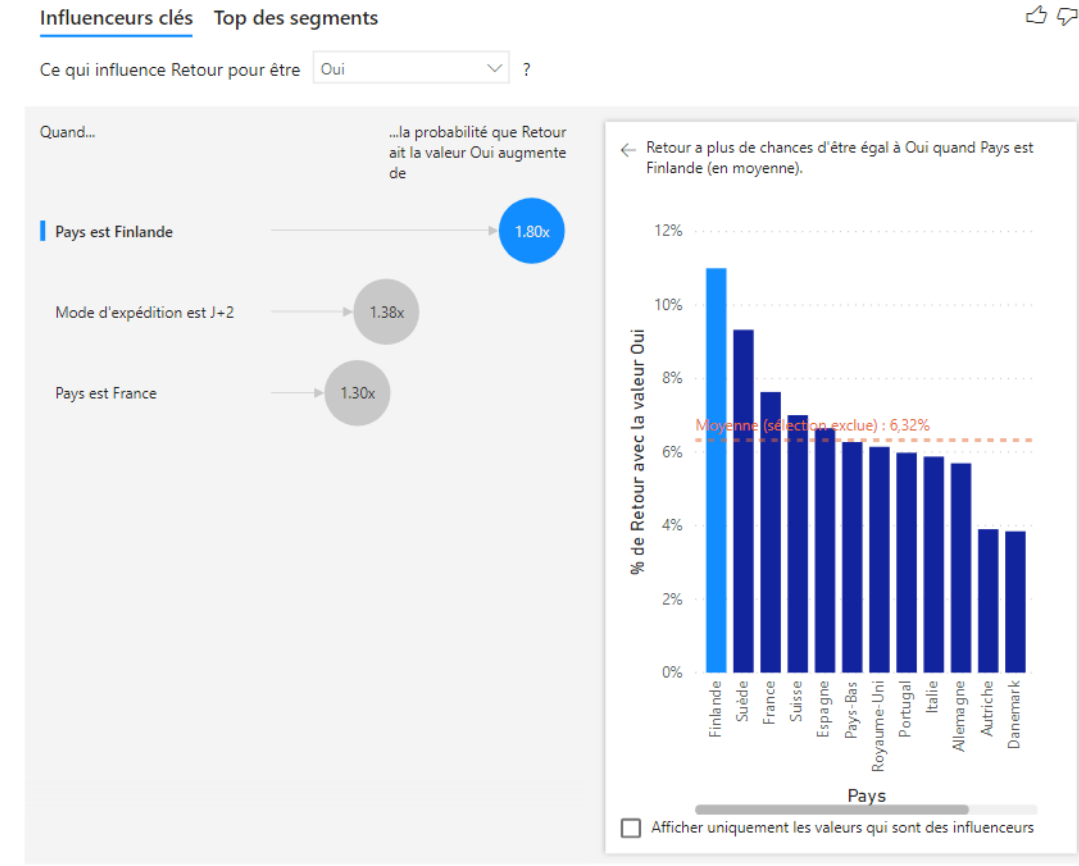 Influenceurs clés Top des segments
Ce qui influence Retour pour être Oui ?
Quand...
...la probabilité que Retour
ait la valeur Oui augmente
de
Pays est Finlande
1.80x
Mode d'expédition est J+2
1.38x
Pays est France
1.30x
← Retour a plus de chances d'être égal à Oui quand Pays est
Finlande (en moyenne).
% de Retour avec la valeur Oui
12%
10%
8%
6%
4%
2%
0%
Moyenne (sélection exclue) : 6,32%
Finlande
Suède
France
Suisse
Espagne
Pays-Bas
Royaume-Uni
Portugal
Italie
Allemagne
Autriche
Danemark
Pays
Afficher uniquement les valeurs qui sont des influenceurs